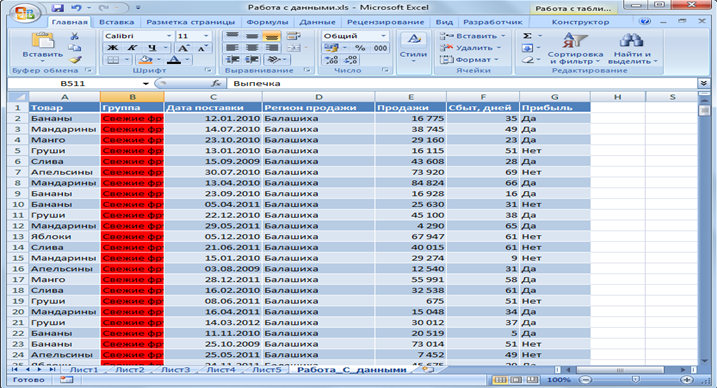 Работа с данными.xls - Microsoft Excel
Работа с табли...
Главная Вставка Разметка страницы Формулы Данные Рецензирование Вид Разработчик Конструктор
Вставить
Calibri 11
Ж К Ч
Общий
% 000
Стили
Вставить
Удалить
Формат
Сортировка и фильтр
Найти и выделить
Буфер обмена Шрифт Выравнивание Число Ячейки Редактирование
B511 fx Выпечка
A B C D E F G H S
1 Товар Группа Дата поставки Регион продажи Продажи Сбыт, дней Прибыль
2 Бананы Свежие фр 12.01.2010 Балашиха 16 775 35 Да
3 Мандарины Свежие фр 14.07.2010 Балашиха 38 745 49 Да
4 Манго Свежие фр 23.10.2010 Балашиха 29 160 23 Да
5 Груши Свежие фр 13.01.2010 Балашиха 16 115 51 Нет
6 Слива Свежие фр 15.09.2009 Балашиха 43 608 28 Да
7 Апельсины Свежие фр 30.07.2010 Балашиха 73 920 69 Нет
8 Мандарины Свежие фр 13.04.2010 Балашиха 84 824 66 Да
9 Бананы Свежие фр 23.09.2010 Балашиха 16 928 16 Да
10 Бананы Свежие фр 05.04.2011 Балашиха 25 630 31 Нет
11 Груши Свежие фр 22.12.2010 Балашиха 45 100 38 Да
12 Мандарины Свежие фр 29.05.2011 Балашиха 4 290 65 Да
13 Яблоки Свежие фр 05.12.2010 Балашиха 67 947 61 Нет
14 Слива Свежие фр 21.06.2011 Балашиха 40 015 61 Нет
15 Мандарины Свежие фр 15.01.2010 Балашиха 29 274 9 Нет
16 Апельсины Свежие фр 03.08.2009 Балашиха 12 540 31 Да
17 Манго Свежие фр 28.12.2011 Балашиха 55 991 58 Да
18 Слива Свежие фр 16.02.2010 Балашиха 32 538 61 Да
19 Груши Свежие фр 08.06.2011 Балашиха 675 51 Нет
20 Мандарины Свежие фр 16.04.2011 Балашиха 15 048 34 Да
21 Груши Свежие фр 14.03.2012 Балашиха 30 012 37 Да
22 Бананы Свежие фр 11.11.2010 Балашиха 20 519 5 Да
23 Бананы Свежие фр 25.10.2009 Балашиха 73 014 51 Нет
24 Апельсины Свежие фр 25.05.2011 Балашиха 7 452 49 Нет
Лист1 Лист2 Лист3 Лист4 Лист5 Работа_С_данными
Готово 100%